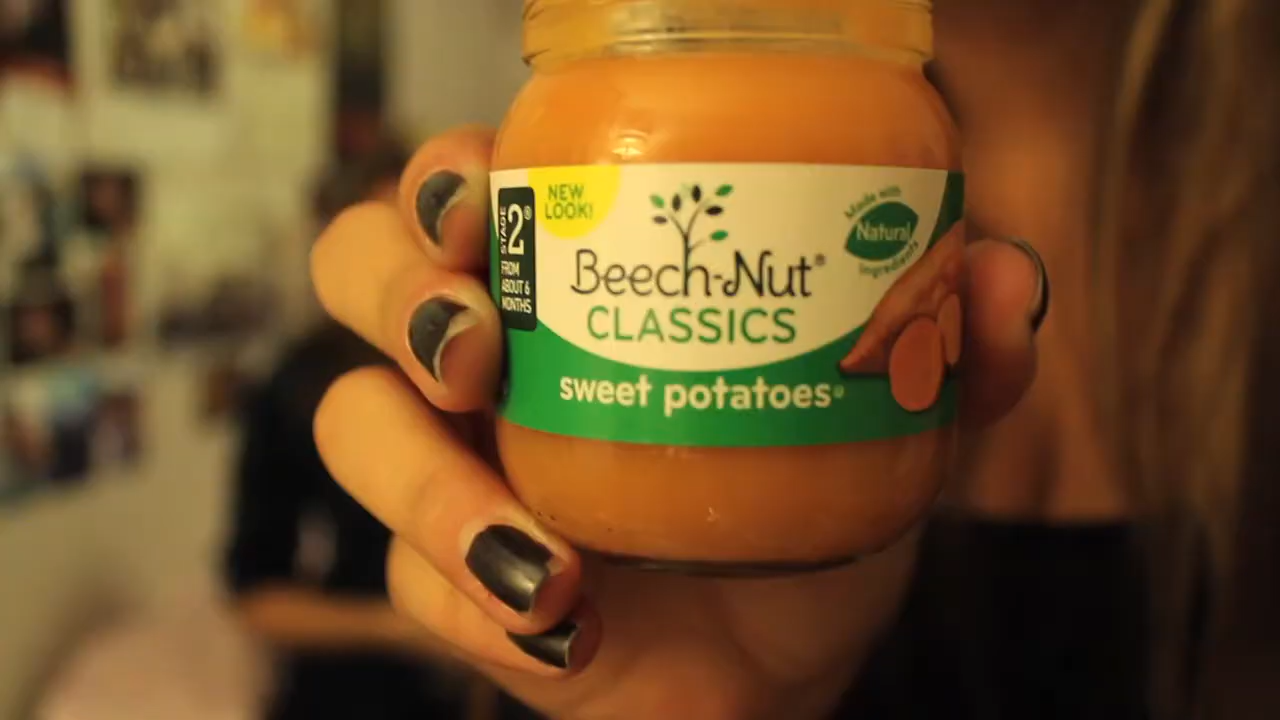 STAGE
2®
FROM
ABOUT 6
MONTHS
NEW
LOOK!
Beech-Nut®
CLASSICS
sweet potatoes
Made with
Natural
Ingredients